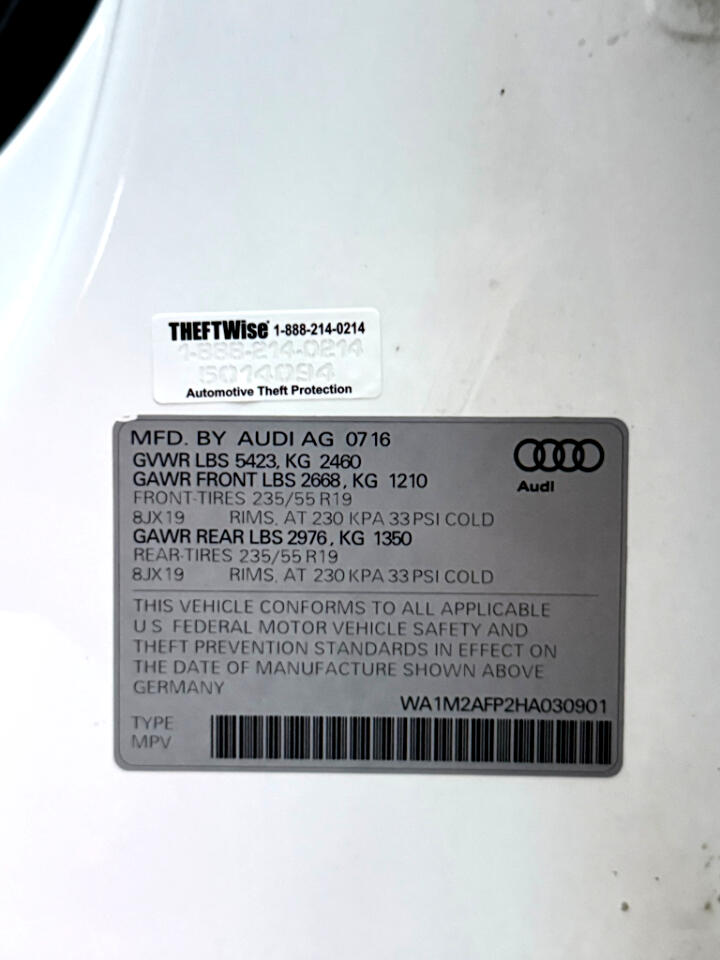 THEFTWise 1-888-214-0214
1-888-214-0214
5014094
Automotive Theft Protection
MFD. BY AUDI AG 0716
GVWR LBS 5423, KG 2460
GAWR FRONT LBS 2668, KG 1210
FRONT-TIRES 235/55 R19
8JX19 RIMS, AT 230 KPA 33 PSI COLD
GAWR REAR LBS 2976, KG 1350
REAR-TIRES 235/55 R19
8JX19 RIMS, AT 230 KPA 33 PSI COLD
Audi
THIS VEHICLE CONFORMS TO ALL APPLICABLE
U S FEDERAL MOTOR VEHICLE SAFETY AND
THEFT PREVENTION STANDARDS IN EFFECT ON
THE DATE OF MANUFACTURE SHOWN ABOVE
GERMANY
WA1M2AFP2HA030901
TYPE
MPV